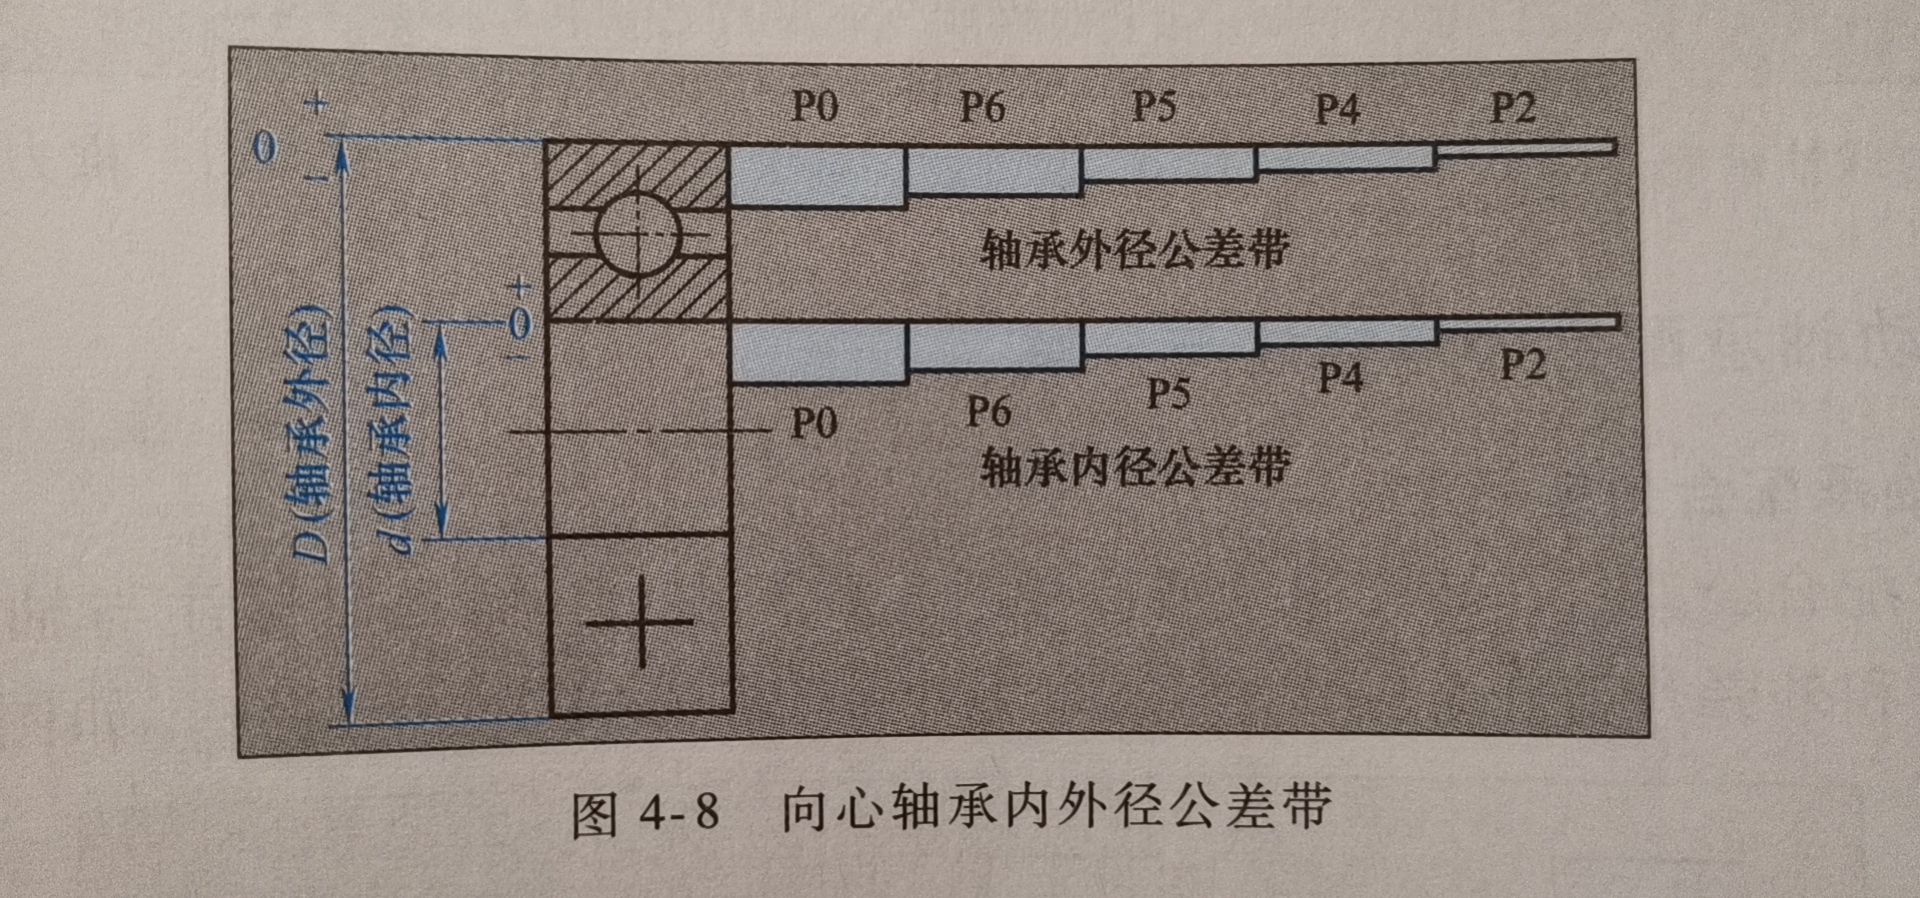 +
P0 P6 P5 P4 P2
0
−
轴承外径公差带
+
0
−
D(轴承外径)
d(轴承内径)
P0 P6 P5 P4 P2
轴承内径公差带
图 4-8 向心轴承内外径公差带